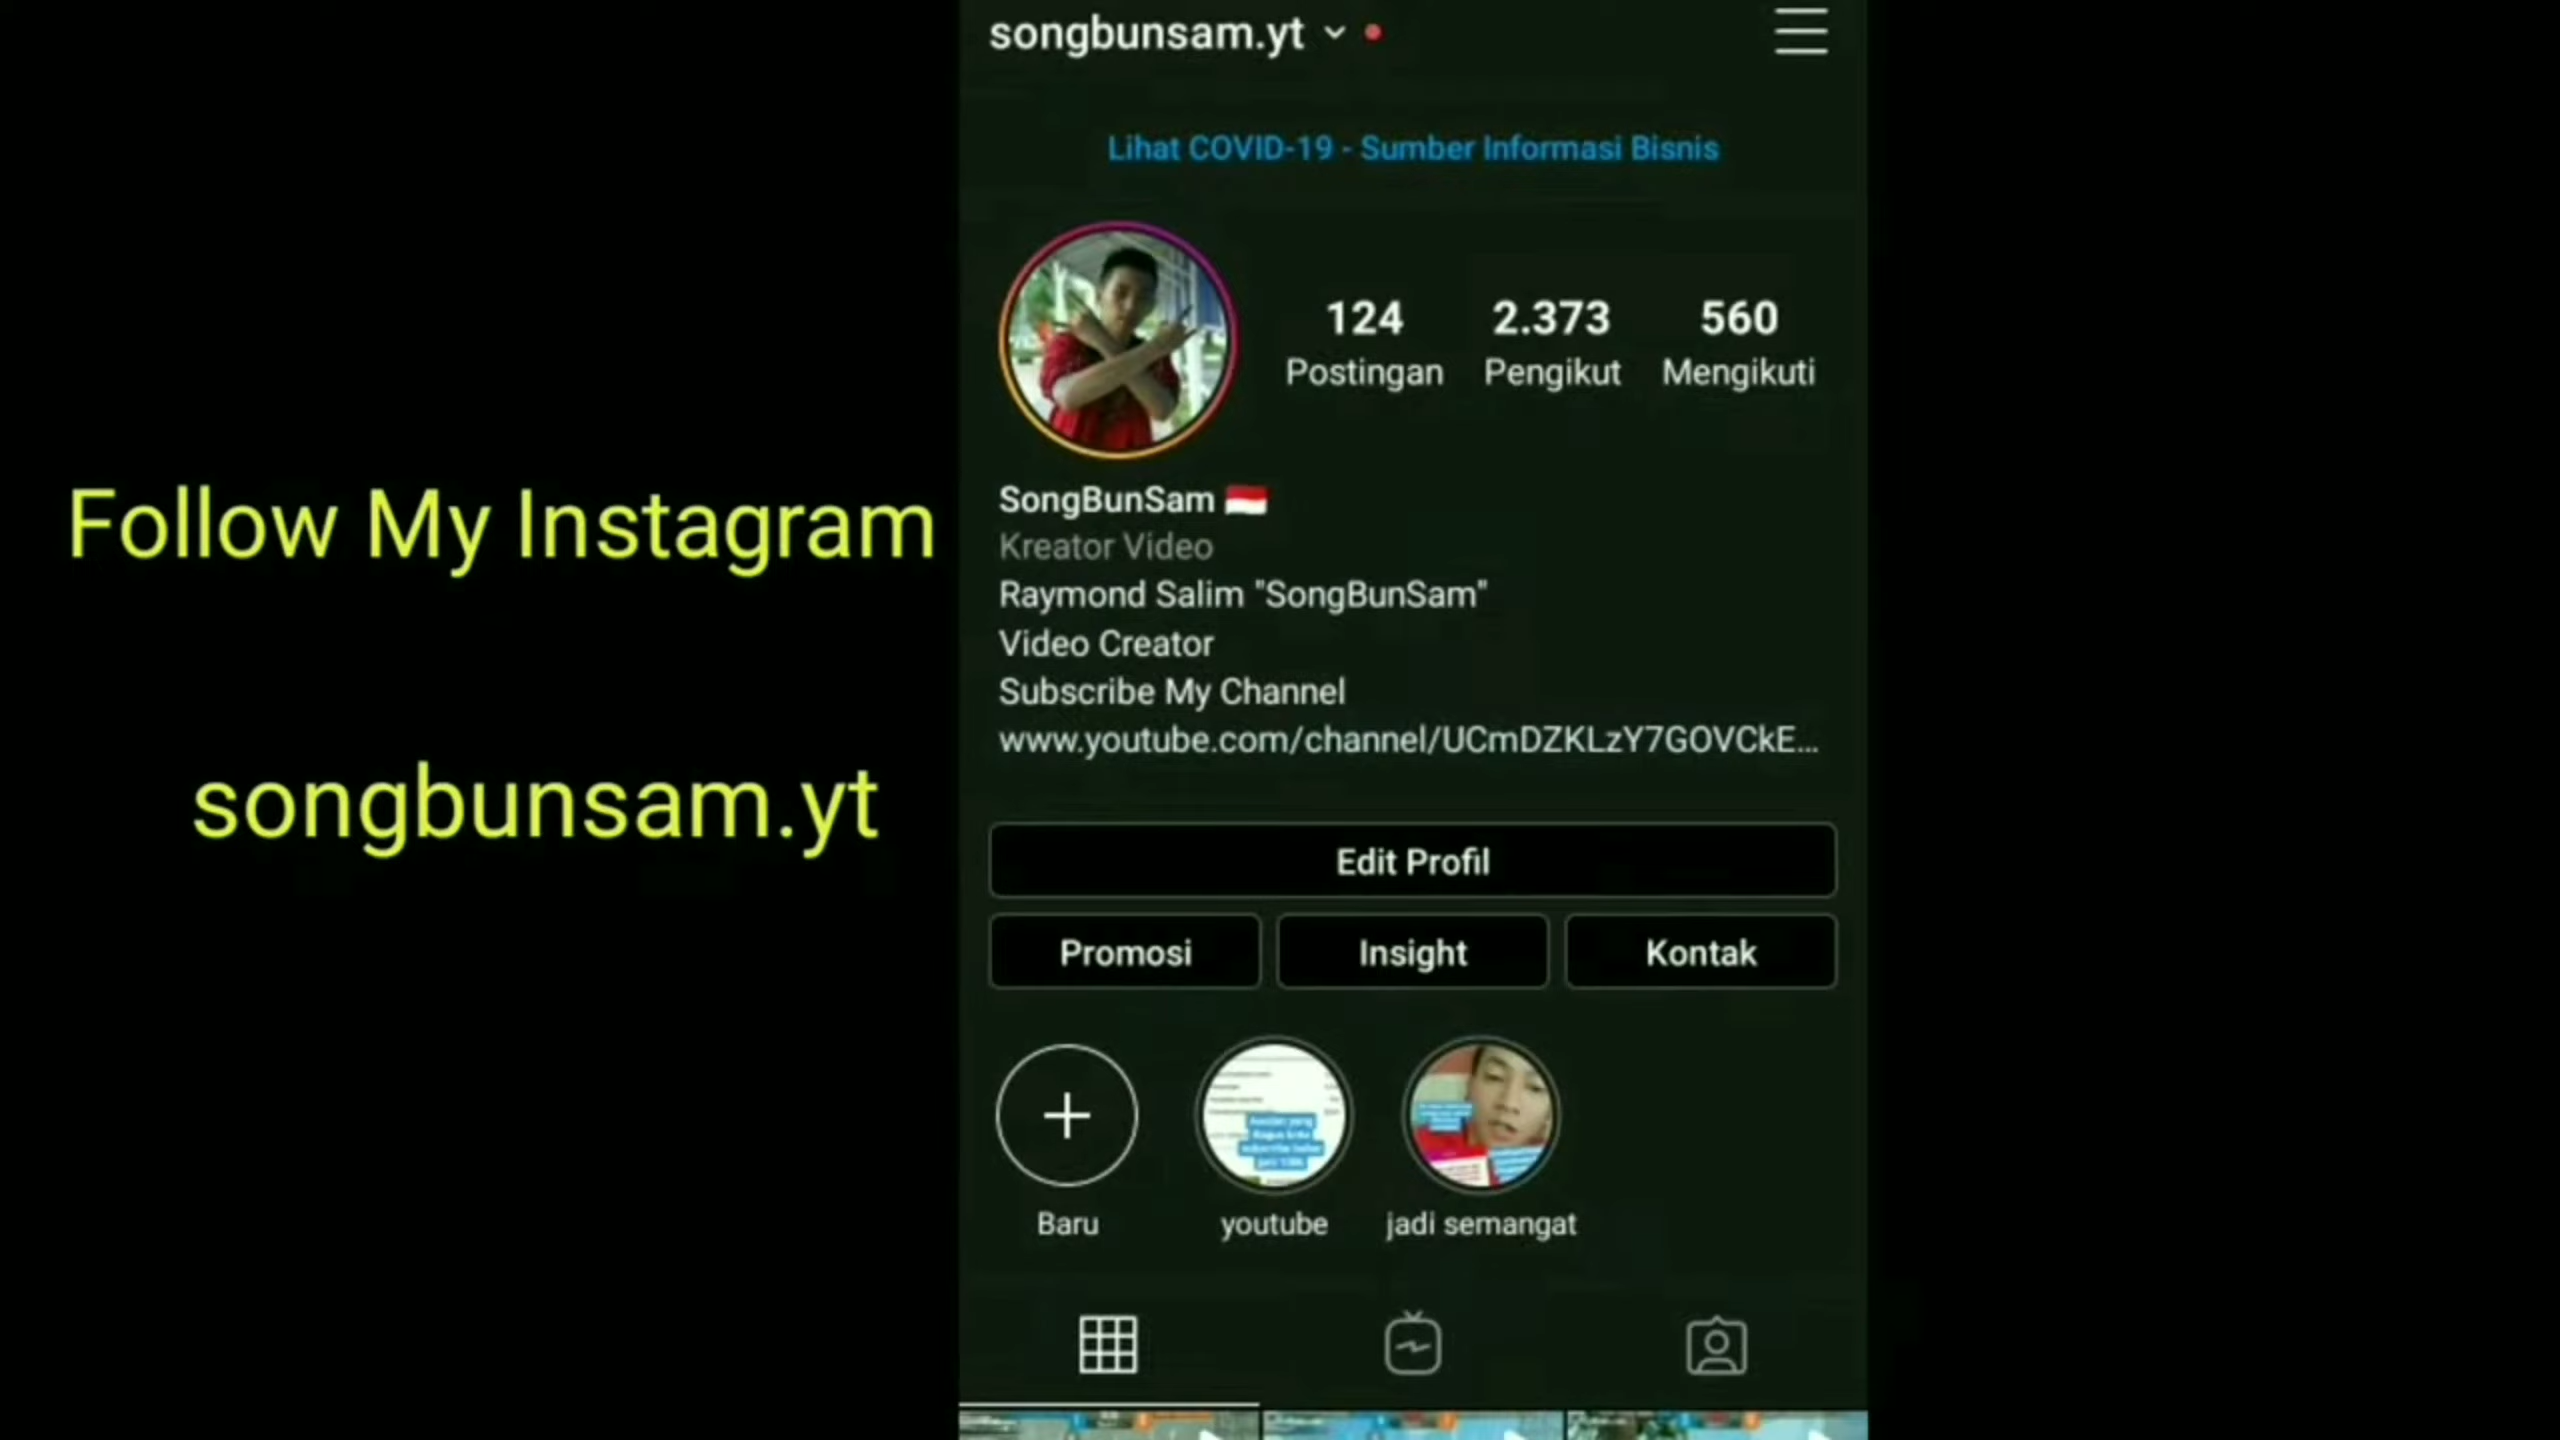 Follow My Instagram
songbunsam.yt
songbunsam.yt
Lihat COVID-19 - Sumber Informasi Bisnis
124 2.373 560
Postingan Pengikut Mengikuti
SongBunSam
Kreator Video
Raymond Salim "SongBunSam"
Video Creator
Subscribe My Channel
www.youtube.com/channel/UCmDZKLzY7GOVCkE...
Edit Profil
Promosi Insight Kontak
Baru youtube jadi semangat